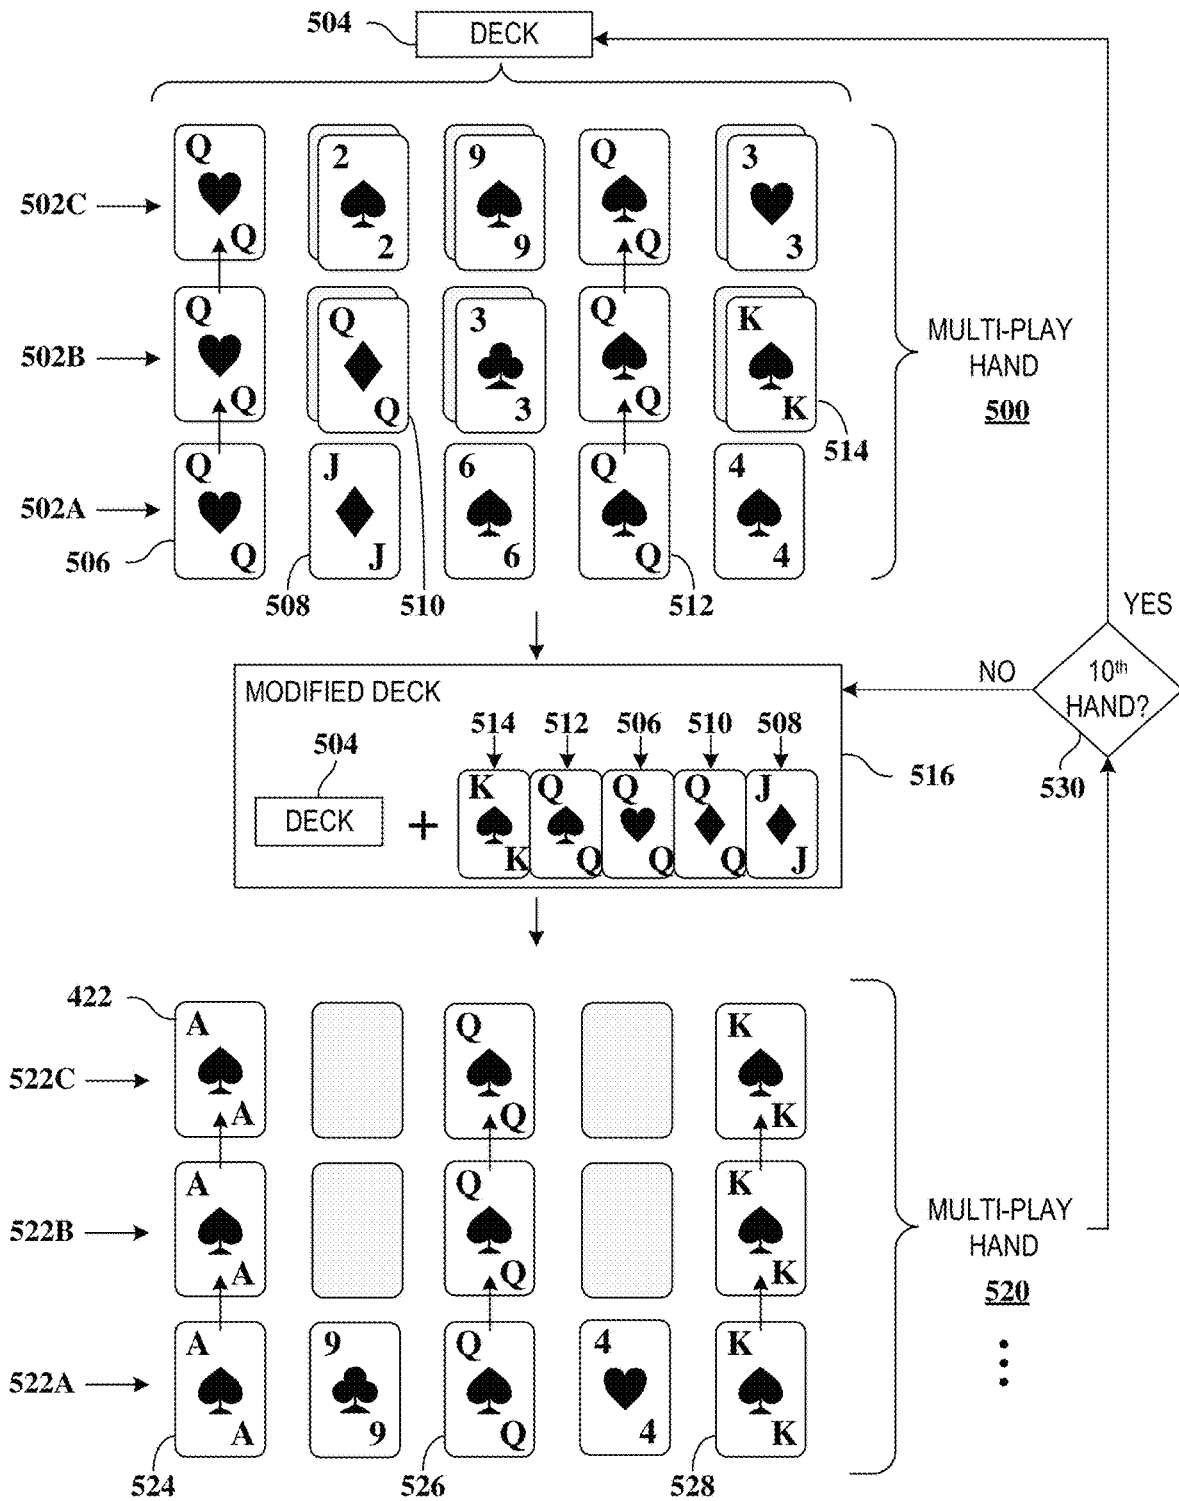 504
DECK
Q Q
2 2
9 9
Q Q
3 3
502C
Q Q
Q Q
3 3
Q Q
K K
502B
MULTI-PLAY
HAND
500
514
Q Q
J J
6 6
Q Q
4 4
502A
506
508
510
512
YES
NO
10th
HAND?
530
MODIFIED DECK
514
512
506
510
508
504
DECK
+
K K
Q Q
Q Q
Q Q
J J
516
422
A A
Q Q
K K
522C
A A
Q Q
K K
522B
MULTI-PLAY
HAND
520
A A
9 9
Q Q
4 4
K K
522A
524
526
528